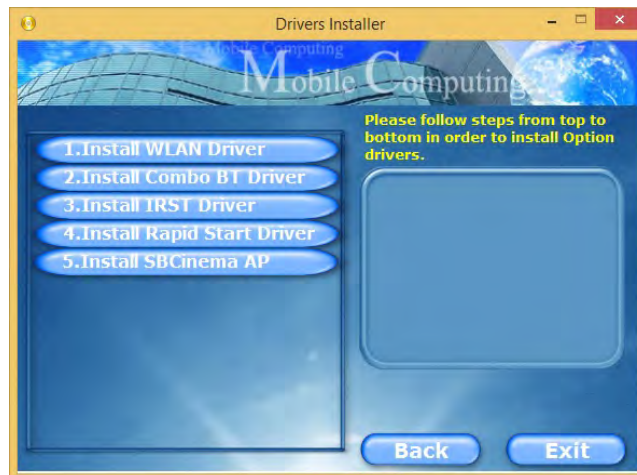 Drivers Installer
Mobile Computing
Mobile Computing
Please follow steps from top to
bottom in order to install Option
drivers.
1.Install WLAN Driver
2.Install Combo BT Driver
3.Install IRST Driver
4.Install Rapid Start Driver
5.Install SBCinema AP
Back
Exit